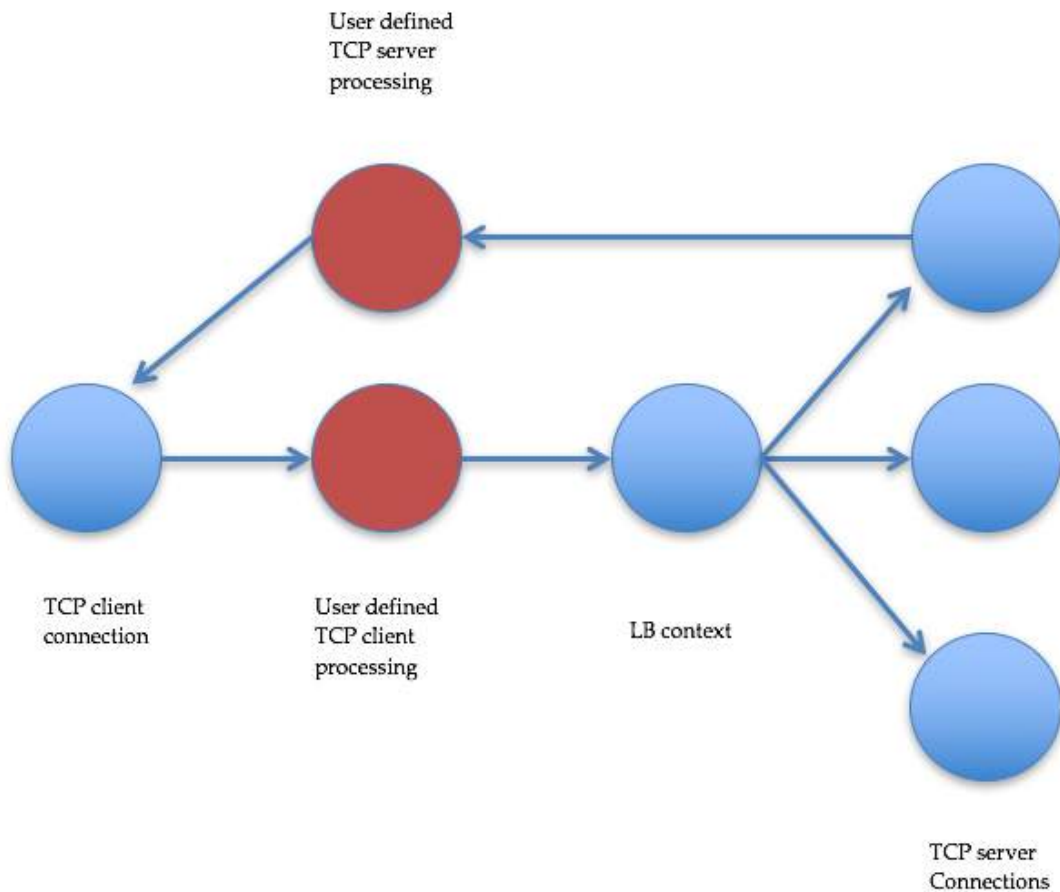 User defined
TCP server
processing
TCP client
connection
User defined
TCP client
processing
LB context
TCP server
Connections